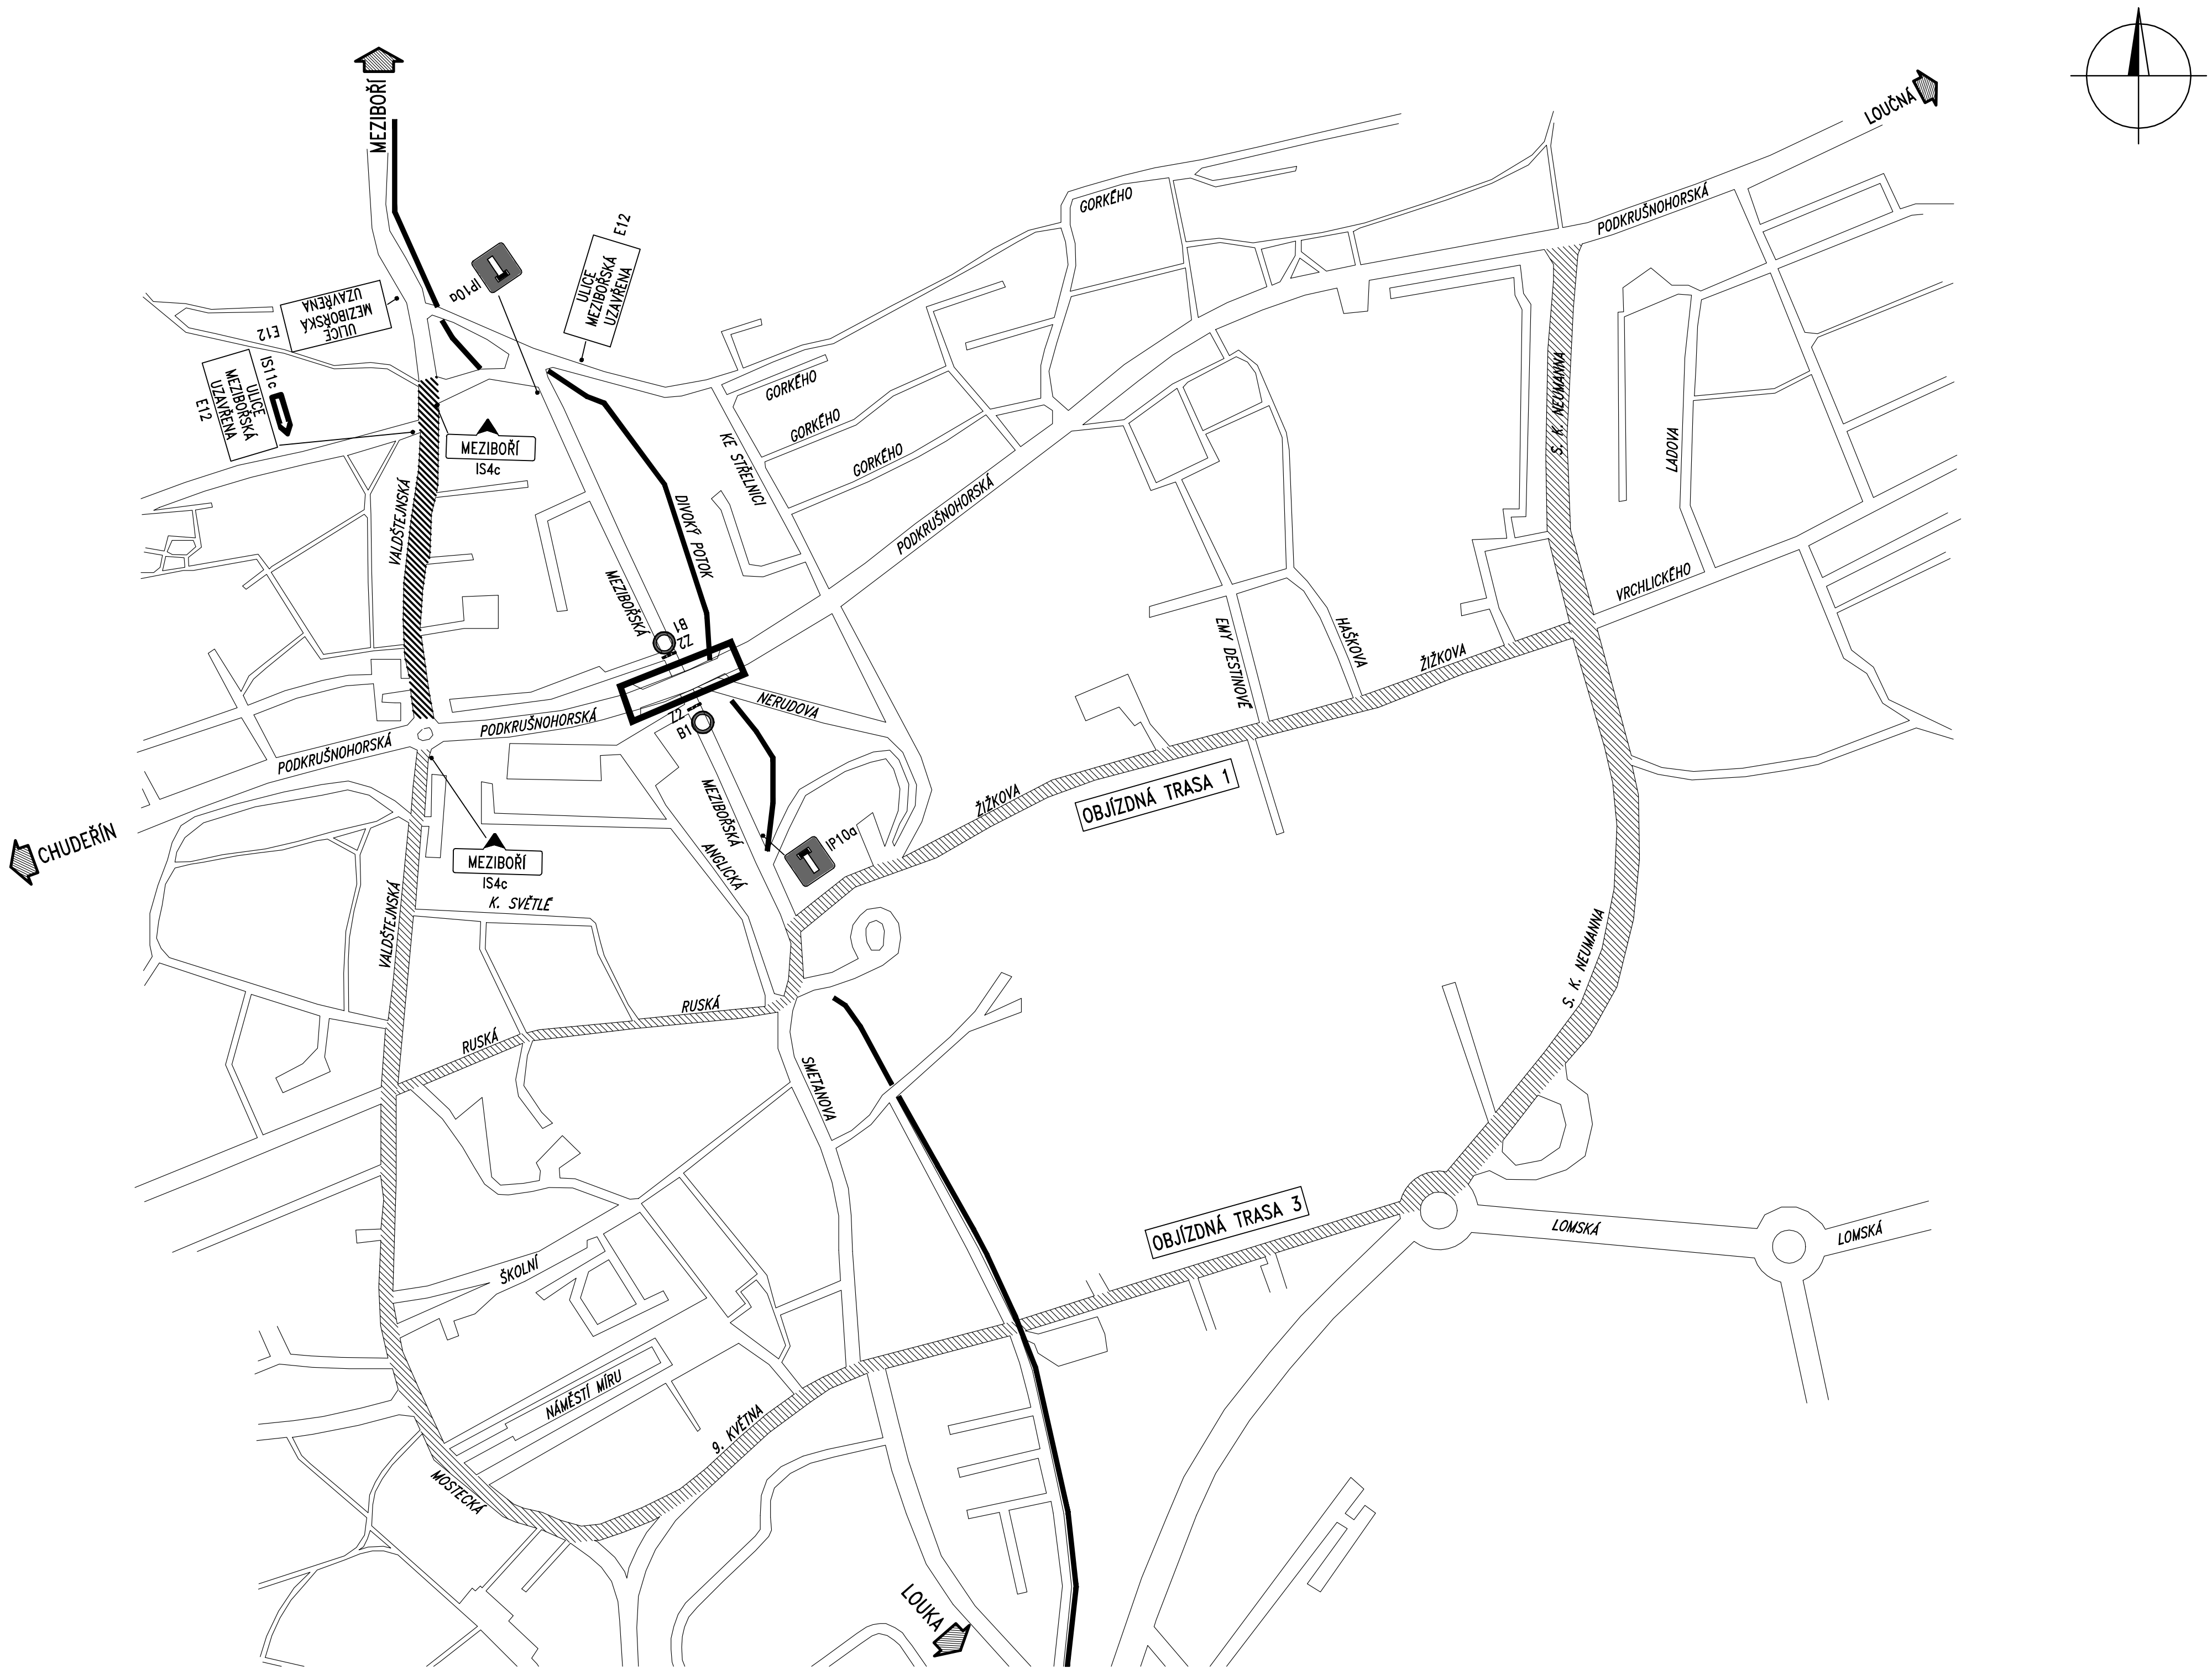 MEZIBOŘÍ
LOUČNÁ
GORKÉHO
PODKRUŠNOHORSKÁ
E12
ULICE
MEZIBOŘSKÁ
UZAVŘENA
IP10a
ULICE
MEZIBOŘSKÁ
UZAVŘENA
E12
IS11c
ULICE
MEZIBOŘSKÁ
UZAVŘENA
E12
MEZIBOŘÍ
IS4c
GORKÉHO
GORKÉHO
GORKÉHO
KE STŘELNICI
S. K. NEUMANNA
LADOVA
VALDŠTEJNSKÁ
DIVOKÝ POTOK
PODKRUŠNOHORSKÁ
MEZIBOŘSKÁ
B1
Z2
VRCHLICKÉHO
EMY DESTINOVÉ
HAŠKOVA
ŽIŽKOVA
NERUDOVA
PODKRUŠNOHORSKÁ
Z2
B1
PODKRUŠNOHORSKÁ
ŽIŽKOVA
OBJÍZDNÁ TRASA 1
MEZIBOŘSKÁ
ANGLICKÁ
IP10a
CHUDEŘÍN
MEZIBOŘÍ
IS4c
K. SVĚTLÉ
VALDŠTEJNSKÁ
S. K. NEUMANNA
RUSKÁ
RUSKÁ
SMETANOVA
OBJÍZDNÁ TRASA 3
LOMSKÁ
LOMSKÁ
ŠKOLNÍ
NÁMĚSTÍ MÍRU
9. KVĚTNA
MOSTECKÁ
LOUKA